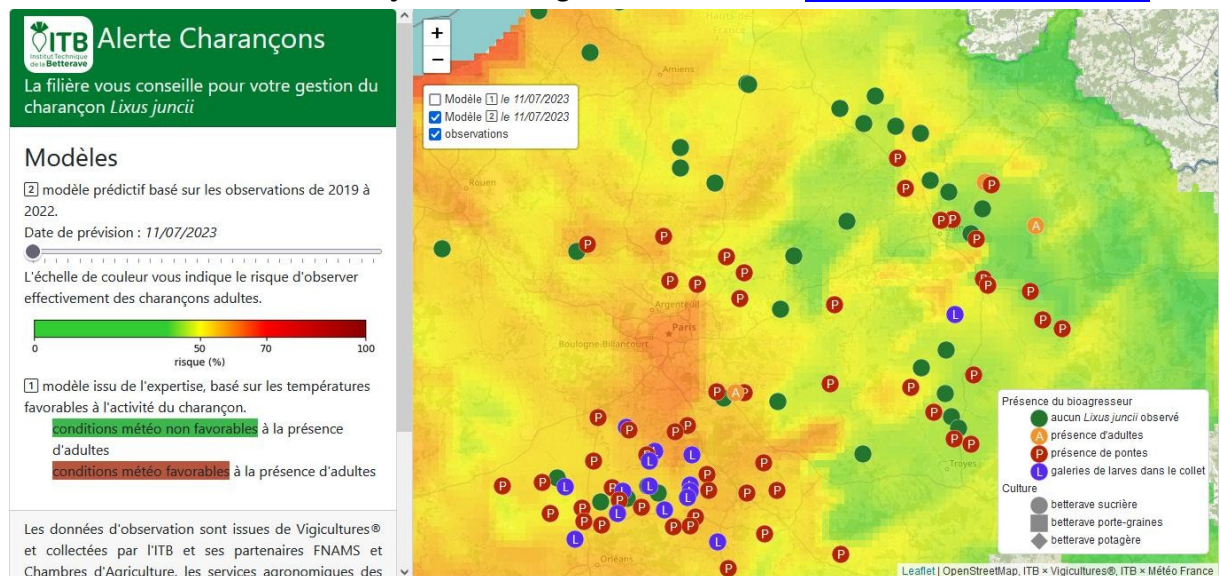 ITB
Institut Technique
de la Betterave
Alerte Charançons
La filière vous conseille pour votre gestion du
charançon Lixus juncii
Modèles
2 modèle prédictif basé sur les observations de 2019 à
2022.
Date de prévision : 11/07/2023
L'échelle de couleur vous indique le risque d'observer
effectivement des charançons adultes.
0 50 70 100
risque (%)
1 modèle issu de l'expertise, basé sur les températures
favorables à l'activité du charançon.
conditions météo non favorables à la présence
d'adultes
conditions météo favorables à la présence d'adultes
Les données d'observation sont issues de Vigicultures®
et collectées par l'ITB et ses partenaires FNAMS et
Chambres d'Agriculture, les services agronomiques des
+
−
Modèle 1 le 11/07/2023
Modèle 2 le 11/07/2023
observations
Hauts-de-
France
Amiens
Rouen
Argenteuil
Paris
Boulogne-Billancourt
Troyes
Orléans
Présence du bioagresseur
aucun Lixus juncii observé
A présence d'adultes
P présence de pontes
L galeries de larves dans le collet
Culture
betterave sucrière
betterave porte-graines
betterave potagère
Leaflet | OpenStreetMap, ITB × Vigicultures®, ITB × Météo France